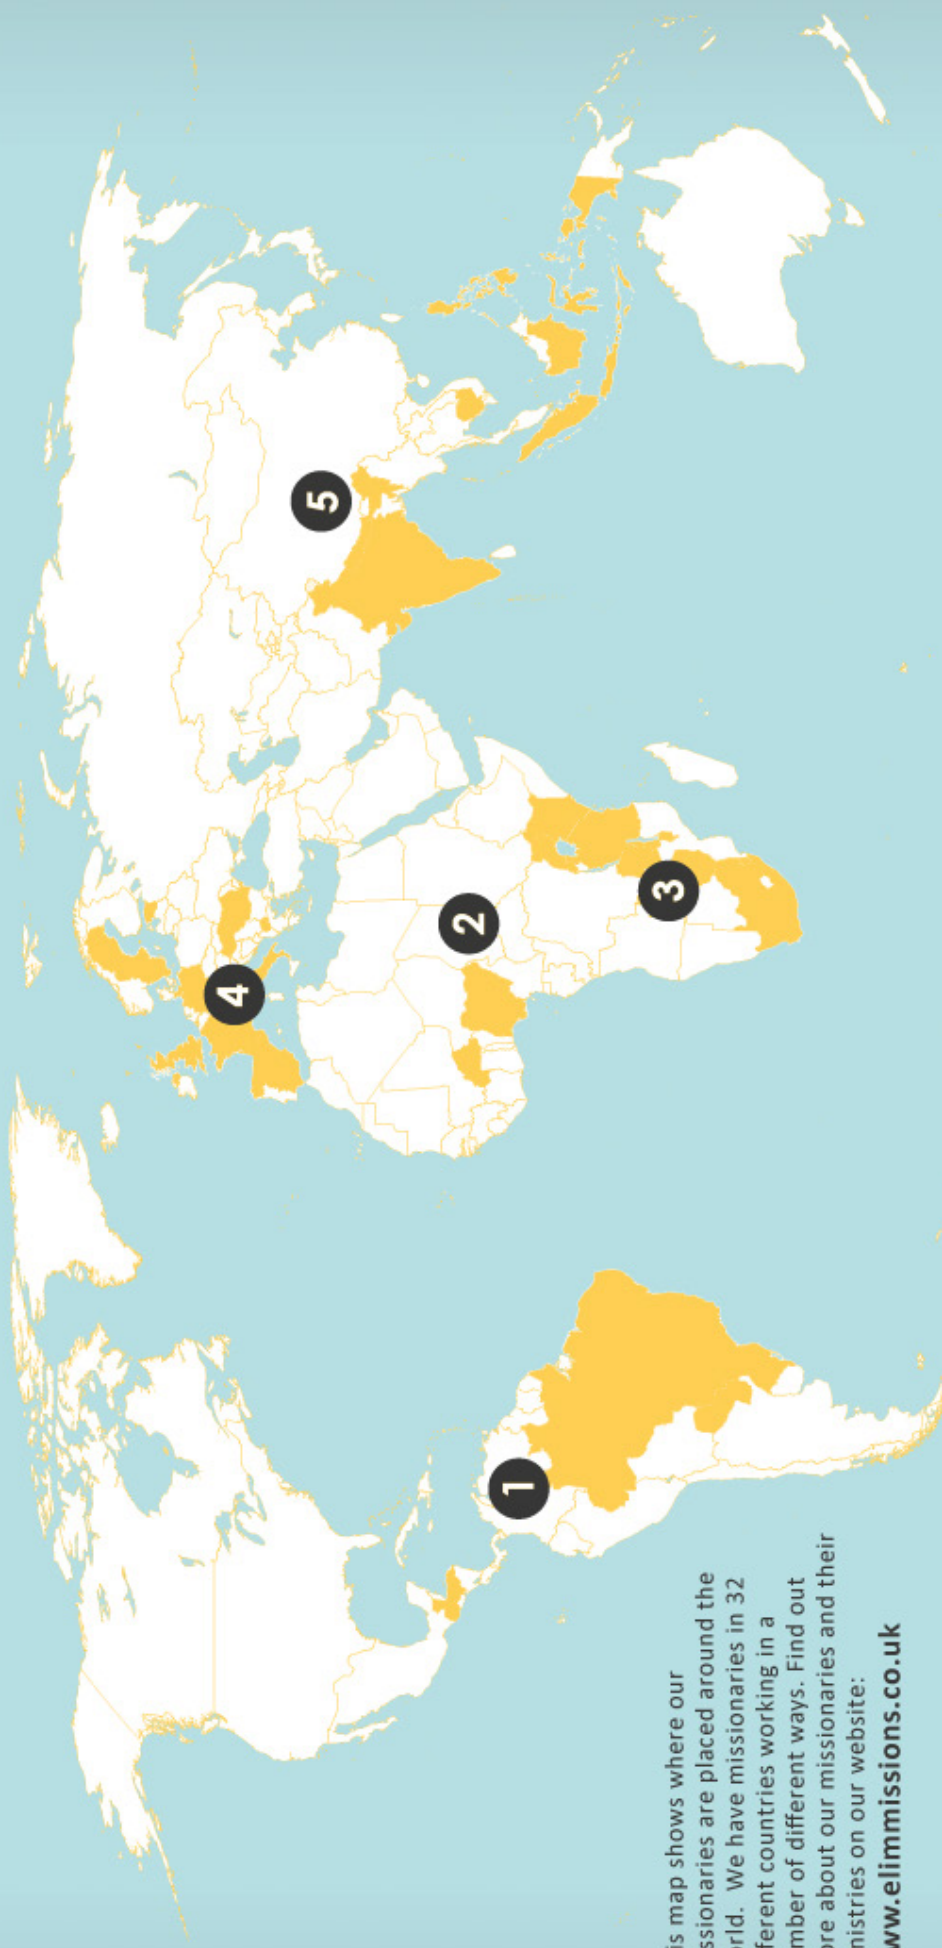 is map shows where our
ssionaries are placed around the
rld. We have missionaries in 32
ferent countries working in a
mber of different ways. Find out
re about our missionaries and their
nistries on our website:
ww.elimmissions.co.uk
1
2
3
4
5